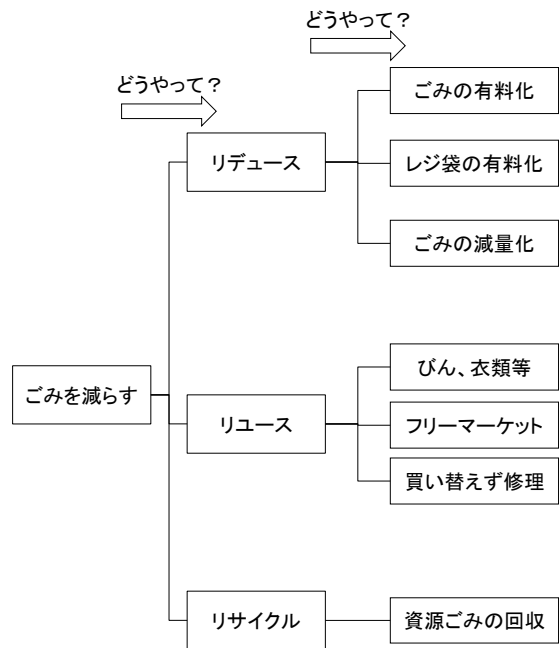 どうやって？
どうやって？
ごみの有料化
リデュース
レジ袋の有料化
ごみの減量化
ごみを減らす
びん、衣類等
リユース
フリーマーケット
買い替えず修理
リサイクル
資源ごみの回収